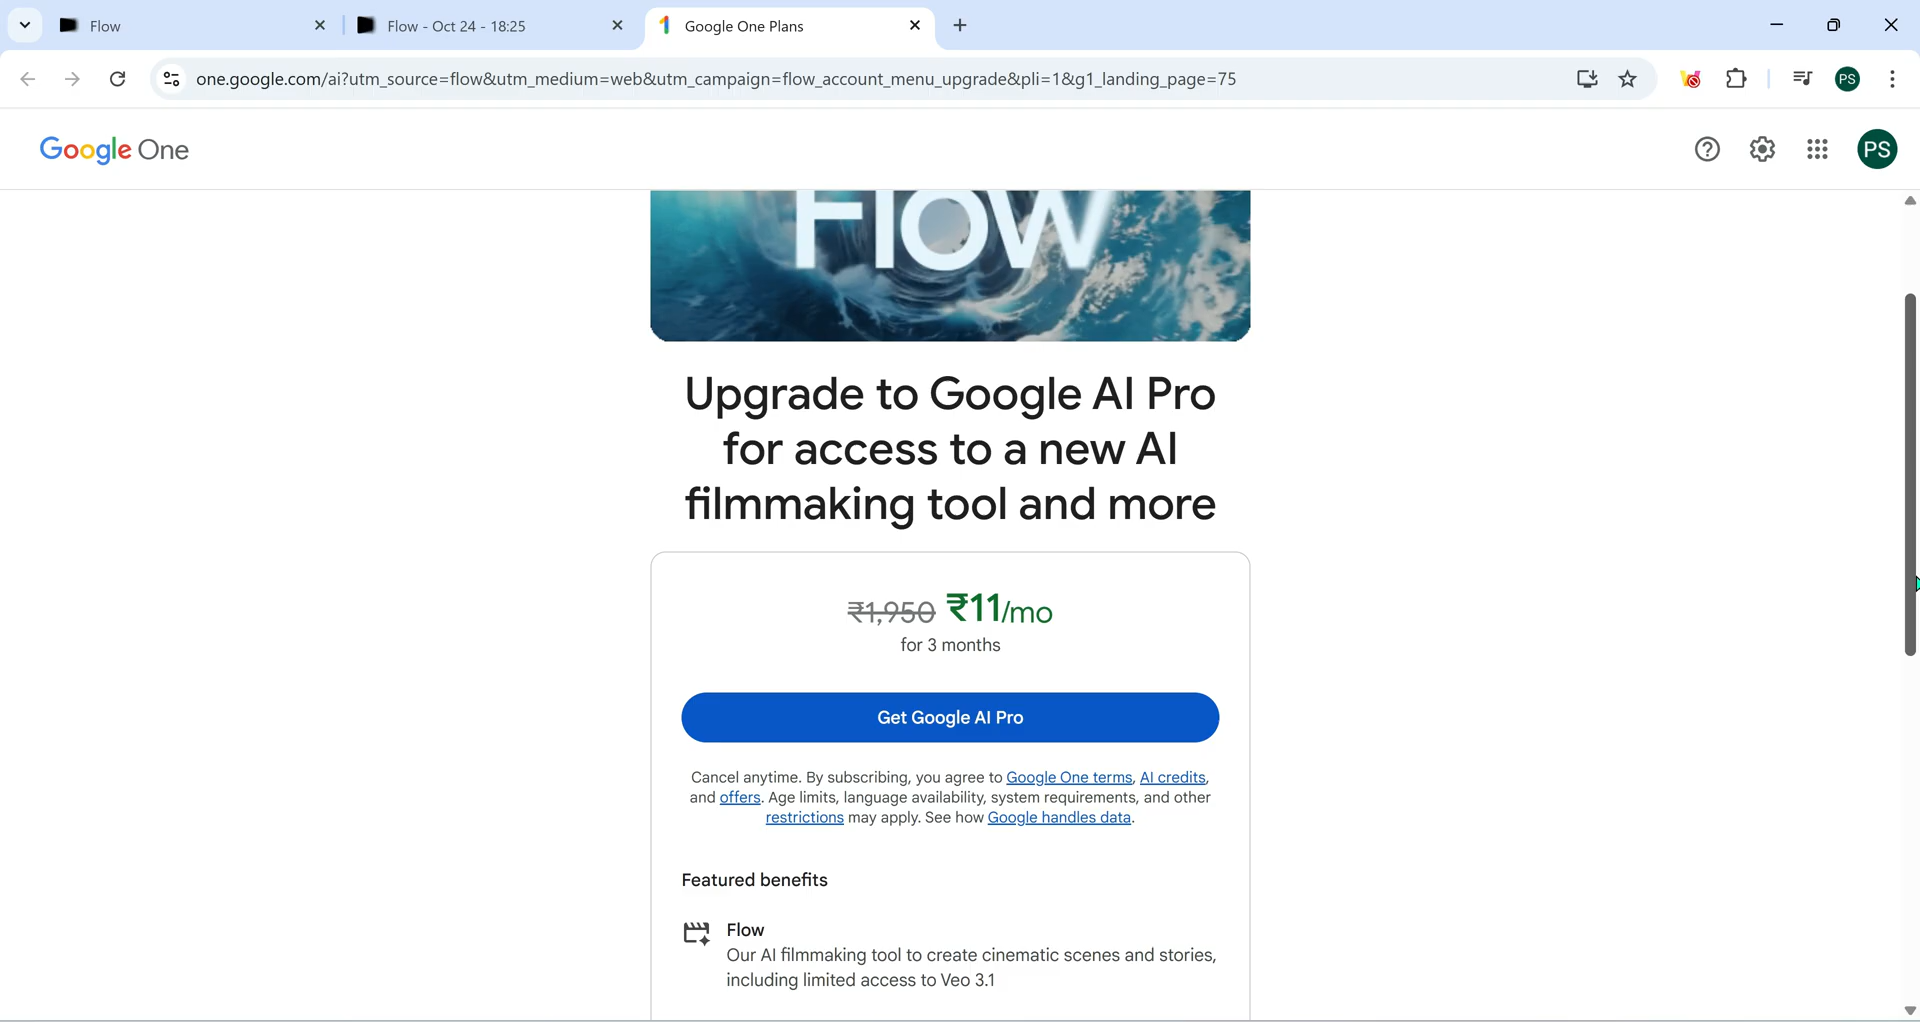 Flow
Flow - Oct 24 - 18:25
Google One Plans
one.google.com/ai?utm_source=flow&utm_medium=web&utm_campaign=flow_account_menu_upgrade&pli=1&g1_landing_page=75
PS
Google One
PS
Flow
Upgrade to Google AI Pro
for access to a new AI
filmmaking tool and more
₹1,950 ₹11/mo
for 3 months
Get Google AI Pro
Cancel anytime. By subscribing, you agree to Google One terms, AI credits,
and offers. Age limits, language availability, system requirements, and other
restrictions may apply. See how Google handles data.
Featured benefits
Flow
Our AI filmmaking tool to create cinematic scenes and stories,
including limited access to Veo 3.1